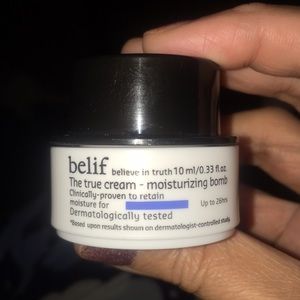 belif believe in truth 10 ml/0.33 fl.oz.
The true cream - moisturizing bomb
Clinically-proven to retain
moisture for Up to 26hrs
Dermatologically tested
*Based upon results shown on dermatologist-controlled study.